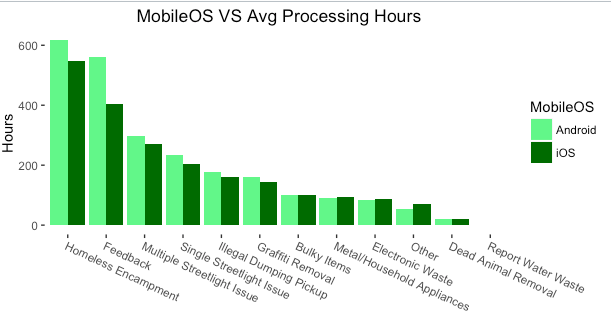 MobileOS VS Avg Processing Hours
600
400
200
0
Hours
MobileOS
Android
iOS
Homeless Encampment
Feedback
Multiple Streetlight Issue
Single Streetlight Issue
Illegal Dumping Pickup
Graffiti Removal
Bulky Items
Metal/Household Appliances
Electronic Waste
Other
Dead Animal Removal
Report Water Waste